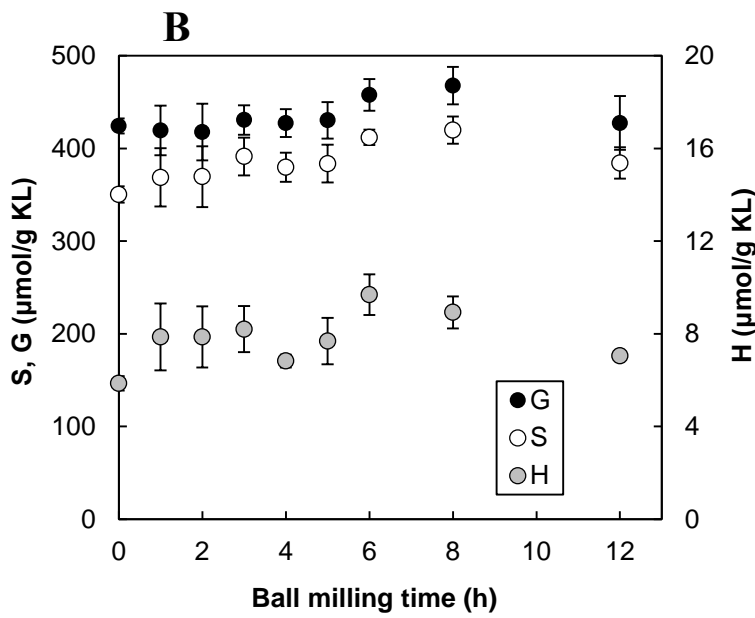 B
500
400
300
200
100
0
S, G (µmol/g KL)
20
16
12
8
4
0
H (µmol/g KL)
G
S
H
0 2 4 6 8 10 12
Ball milling time (h)